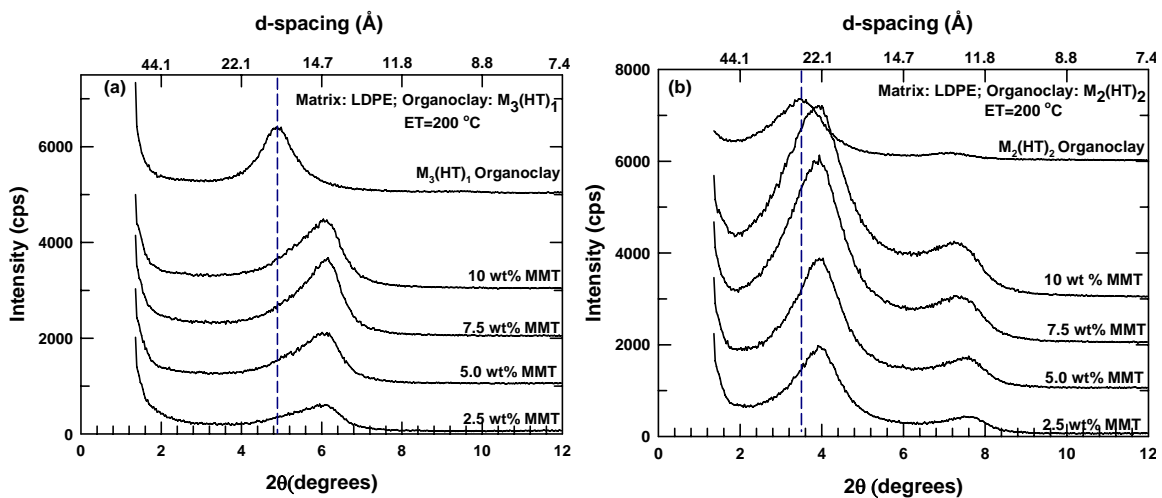 d-spacing (Å)
44.1 22.1 14.7 11.8 8.8 7.4
(a)
Matrix: LDPE; Organoclay: M3(HT)1
ET=200 °C
M3(HT)1 Organoclay
10 wt% MMT
7.5 wt% MMT
5.0 wt% MMT
2.5 wt% MMT
Intensity (cps)
6000
4000
2000
0
0 2 4 6 8 10 12
2θ(degrees)
d-spacing (Å)
44.1 22.1 14.7 11.8 8.8 7.4
(b)
Matrix: LDPE; Organoclay: M2(HT)2
ET=200 °C
M2(HT)2 Organoclay
10 wt % MMT
7.5 wt% MMT
5.0 wt% MMT
2.5 wt% MMT
Intensity (cps)
8000
6000
4000
2000
0
0 2 4 6 8 10 12
2θ (degrees)